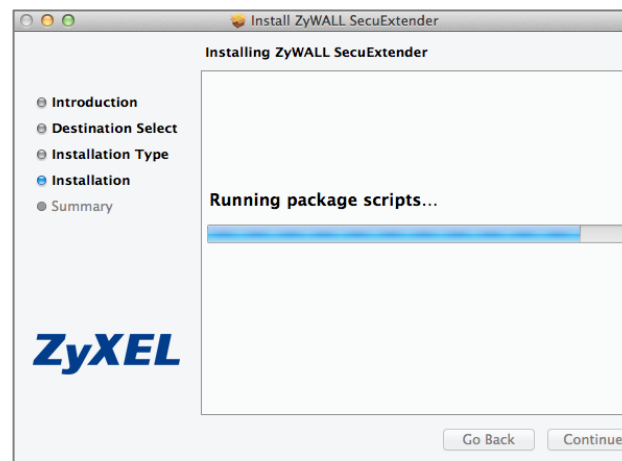 Install ZyWALL SecuExtender
Installing ZyWALL SecuExtender
Introduction
Destination Select
Installation Type
Installation
Summary
Running package scripts...
ZyXEL
Go Back
Continue